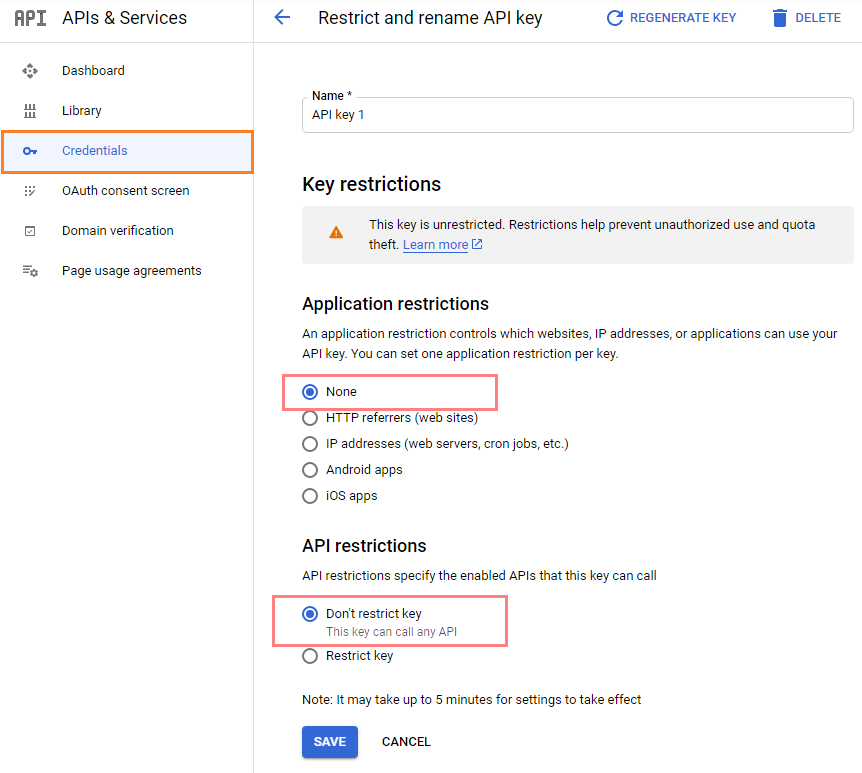 API APIs & Services
Restrict and rename API key
REGENERATE KEY
DELETE
Dashboard
Library
Credentials
OAuth consent screen
Domain verification
Page usage agreements
Name *
API key 1
Key restrictions
This key is unrestricted. Restrictions help prevent unauthorized use and quota
theft. Learn more
Application restrictions
An application restriction controls which websites, IP addresses, or applications can use your
API key. You can set one application restriction per key.
None
HTTP referrers (web sites)
IP addresses (web servers, cron jobs, etc.)
Android apps
iOS apps
API restrictions
API restrictions specify the enabled APIs that this key can call
Don't restrict key
This key can call any API
Restrict key
Note: It may take up to 5 minutes for settings to take effect
SAVE
CANCEL